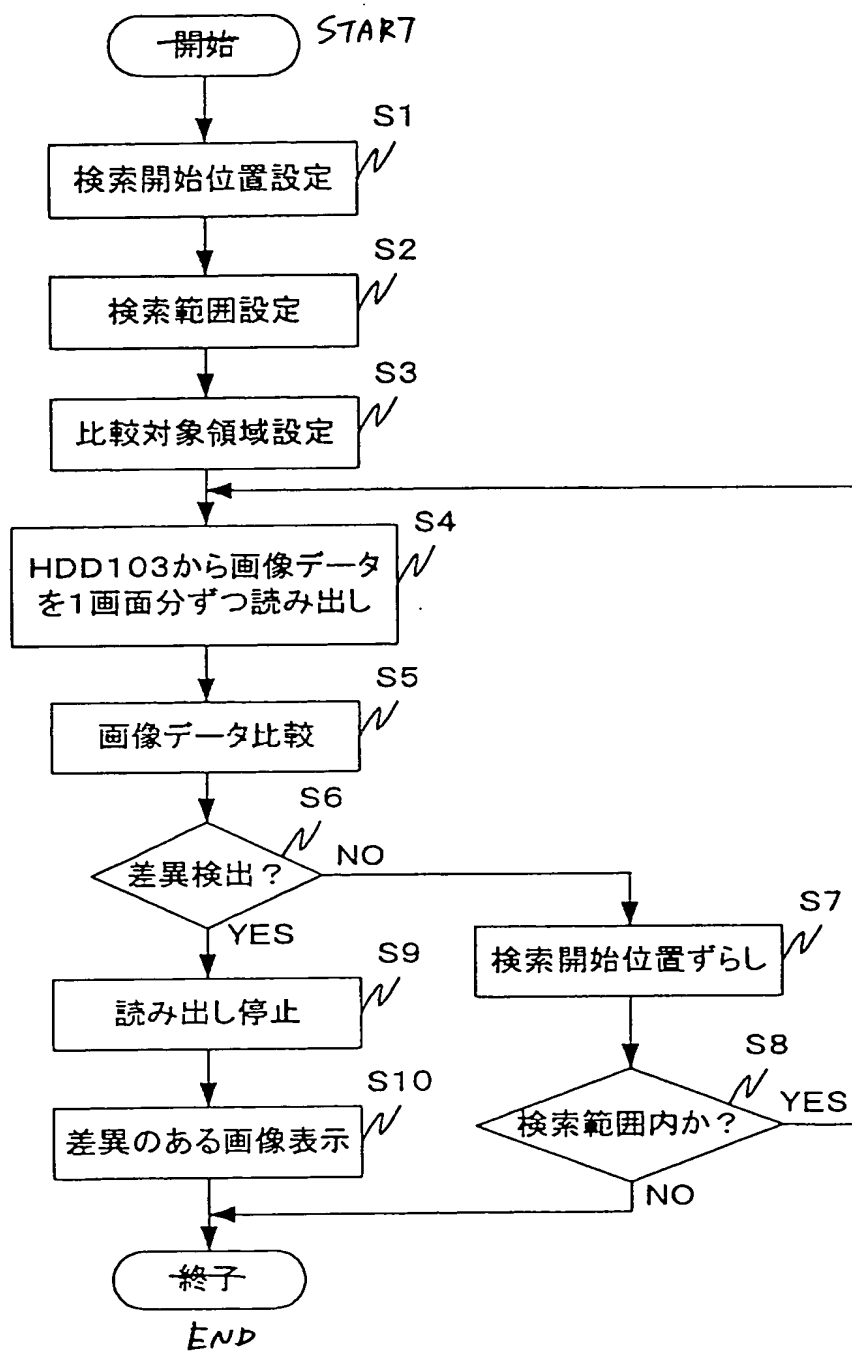 開始
START
S1
検索開始位置設定
S2
検索範囲設定
S3
比較対象領域設定
S4
HDD103から画像データ
を1画面分ずつ読み出し
S5
画像データ比較
S6
差異検出?
NO
YES
S7
検索開始位置ずらし
S8
検索範囲内か?
YES
NO
S9
読み出し停止
S10
差異のある画像表示
終了
END